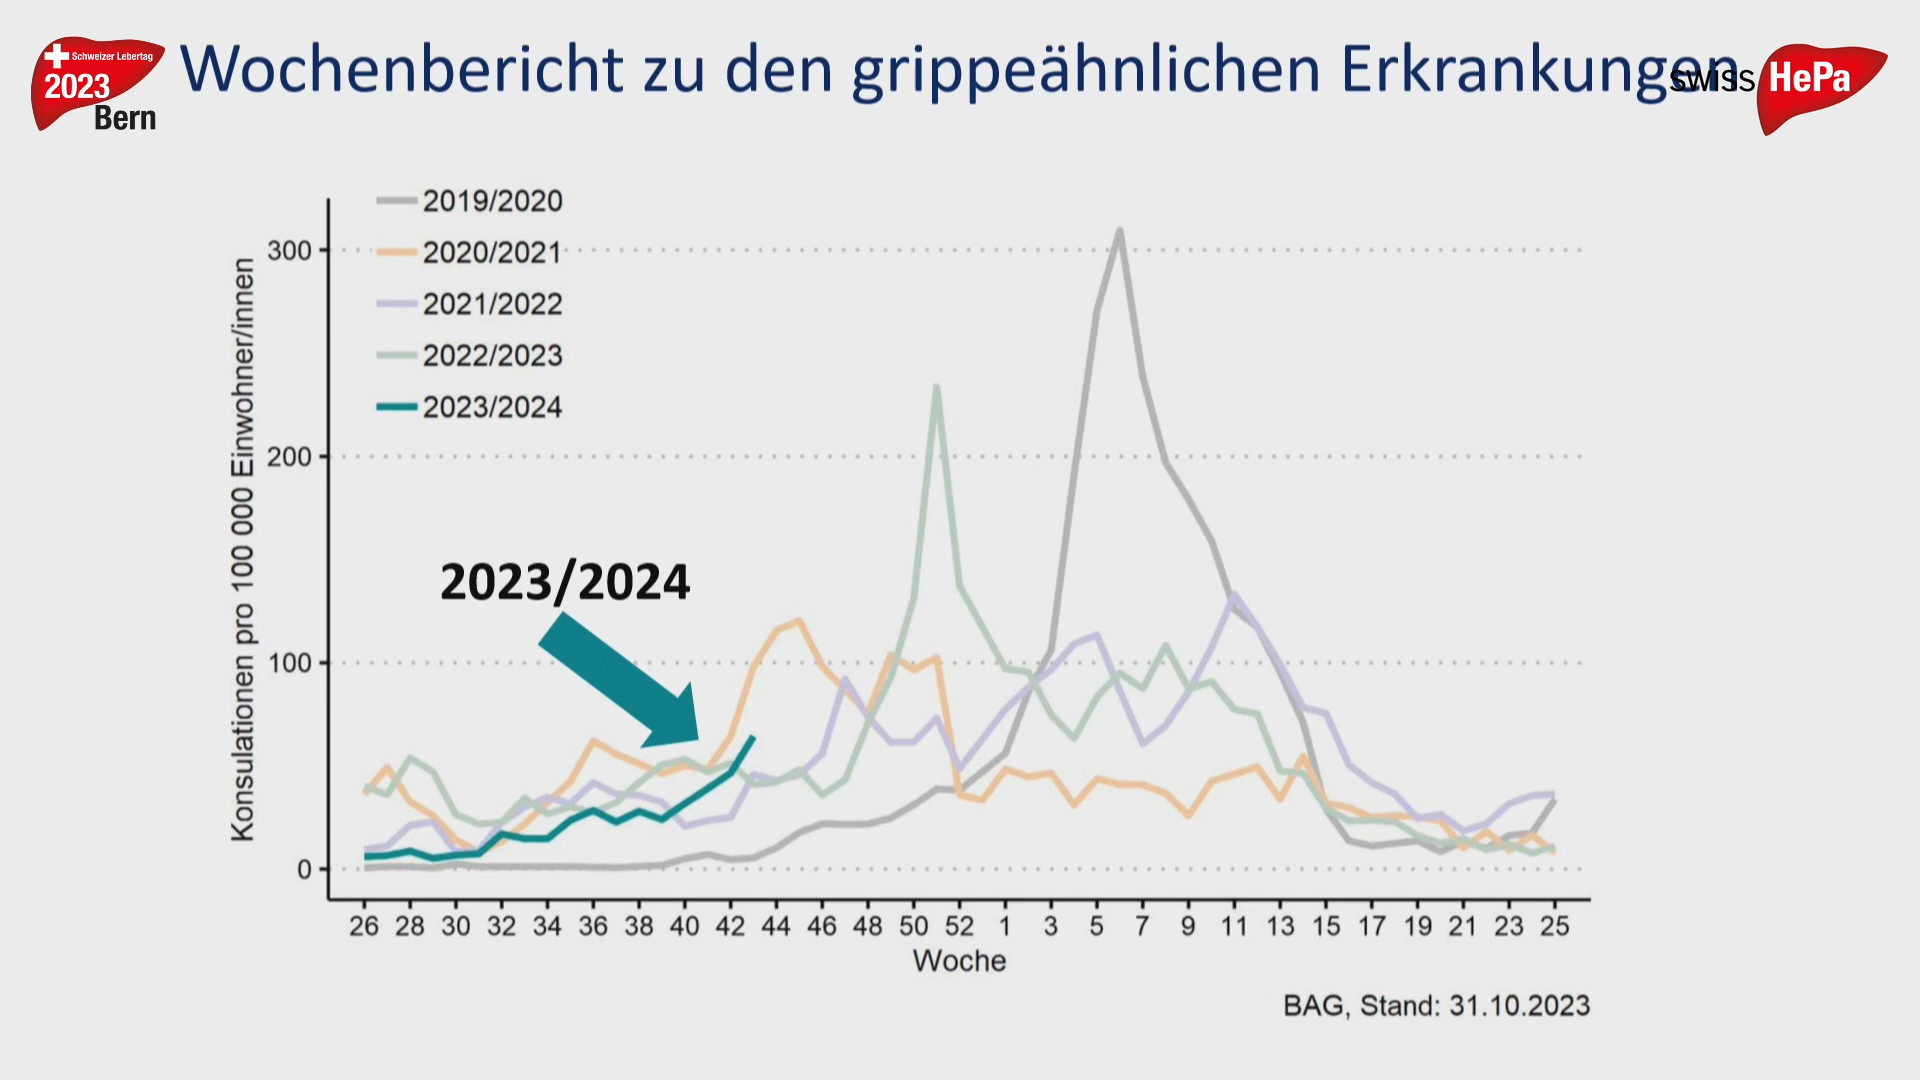 Schweizer Lebertag
2023
Bern
Wochenbericht zu den grippeähnlichen Erkrankungen
swiss HePa
2019/2020
2020/2021
2021/2022
2022/2023
2023/2024
300
200
100
0
Konsulationen pro 100 000 Einwohner/innen
2023/2024
26 28 30 32 34 36 38 40 42 44 46 48 50 52 1 3 5 7 9 11 13 15 17 19 21 23 25
Woche
BAG, Stand: 31.10.2023